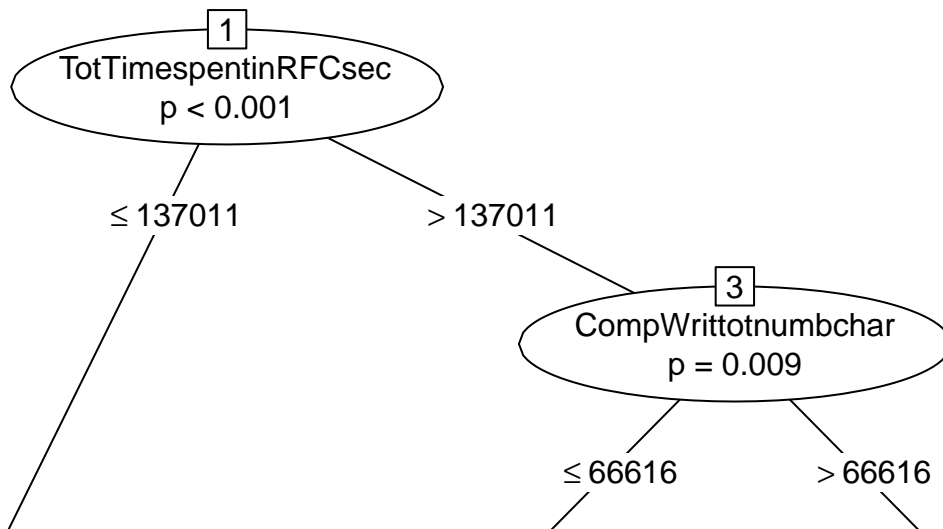 1
TotTimespentinRFCsec
p < 0.001
≤ 137011
> 137011
3
CompWrittotnumbchar
p = 0.009
≤ 66616
> 66616